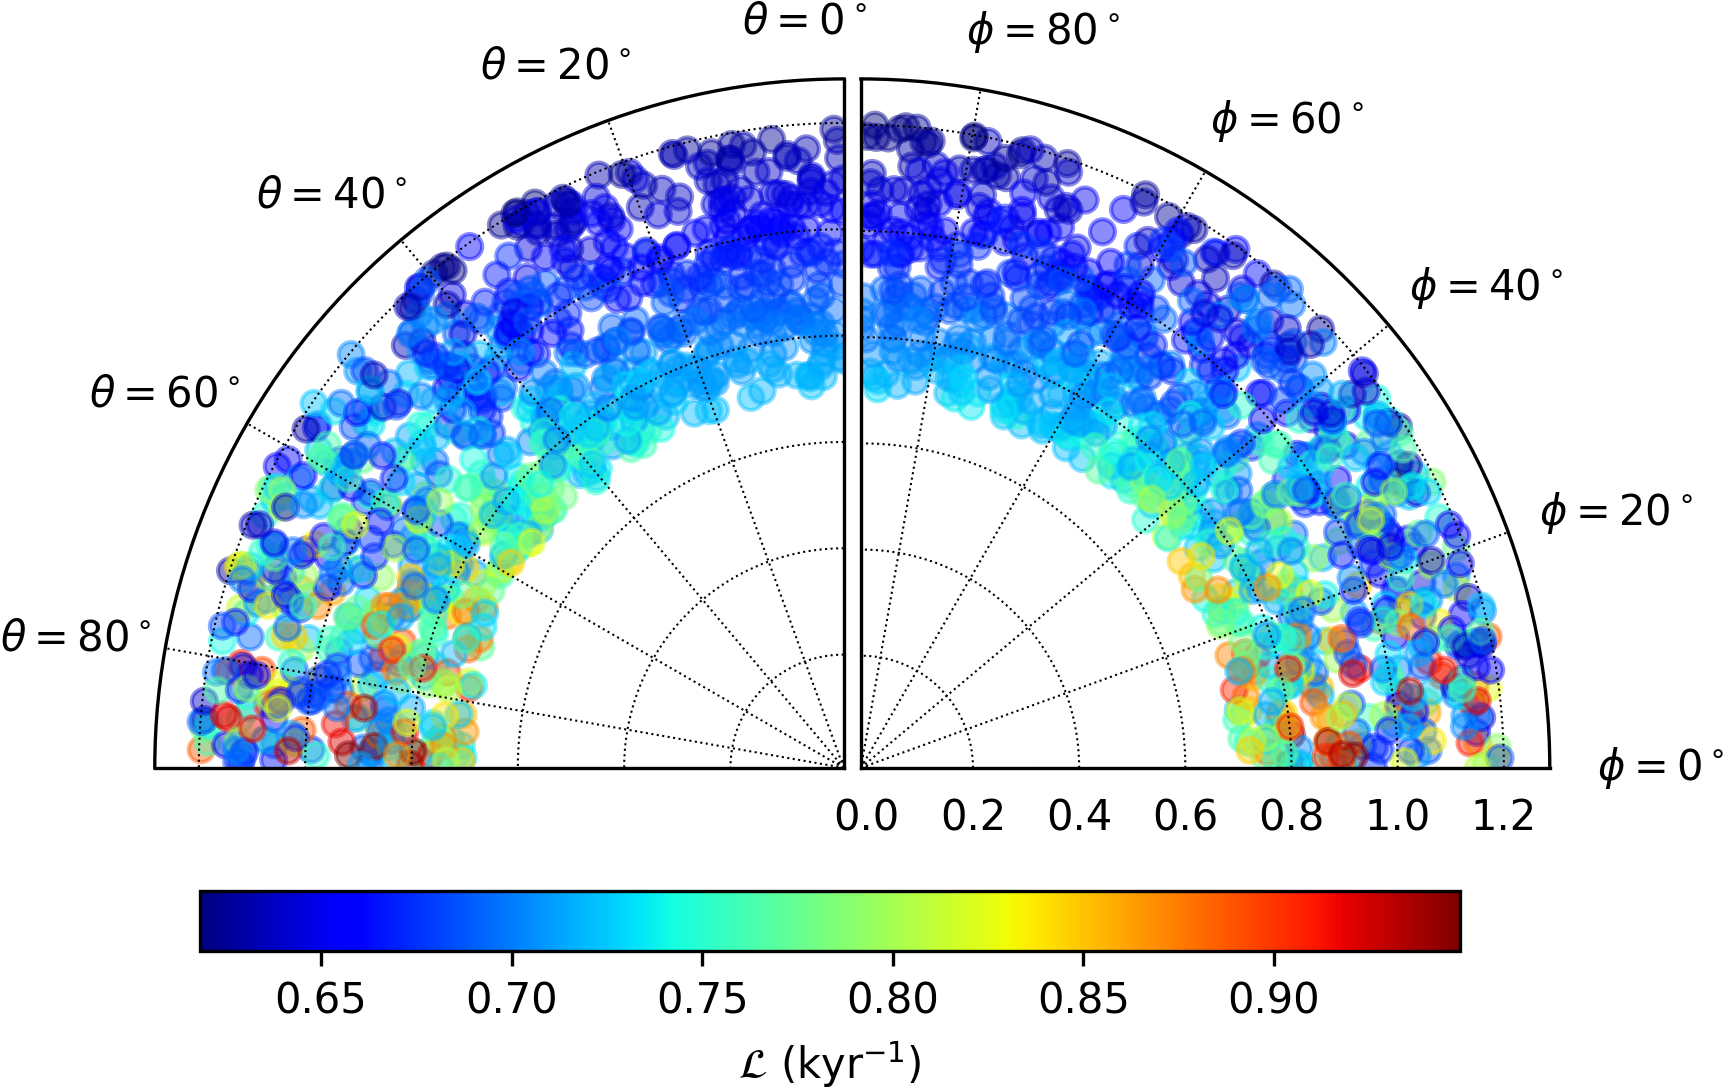 θ = 0°
ϕ = 80°
θ = 20°
ϕ = 60°
θ = 40°
ϕ = 40°
θ = 60°
ϕ = 20°
θ = 80°
ϕ = 0°
0.0 0.2 0.4 0.6 0.8 1.0 1.2
0.65 0.70 0.75 0.80 0.85 0.90
ℒ (kyr⁻¹)